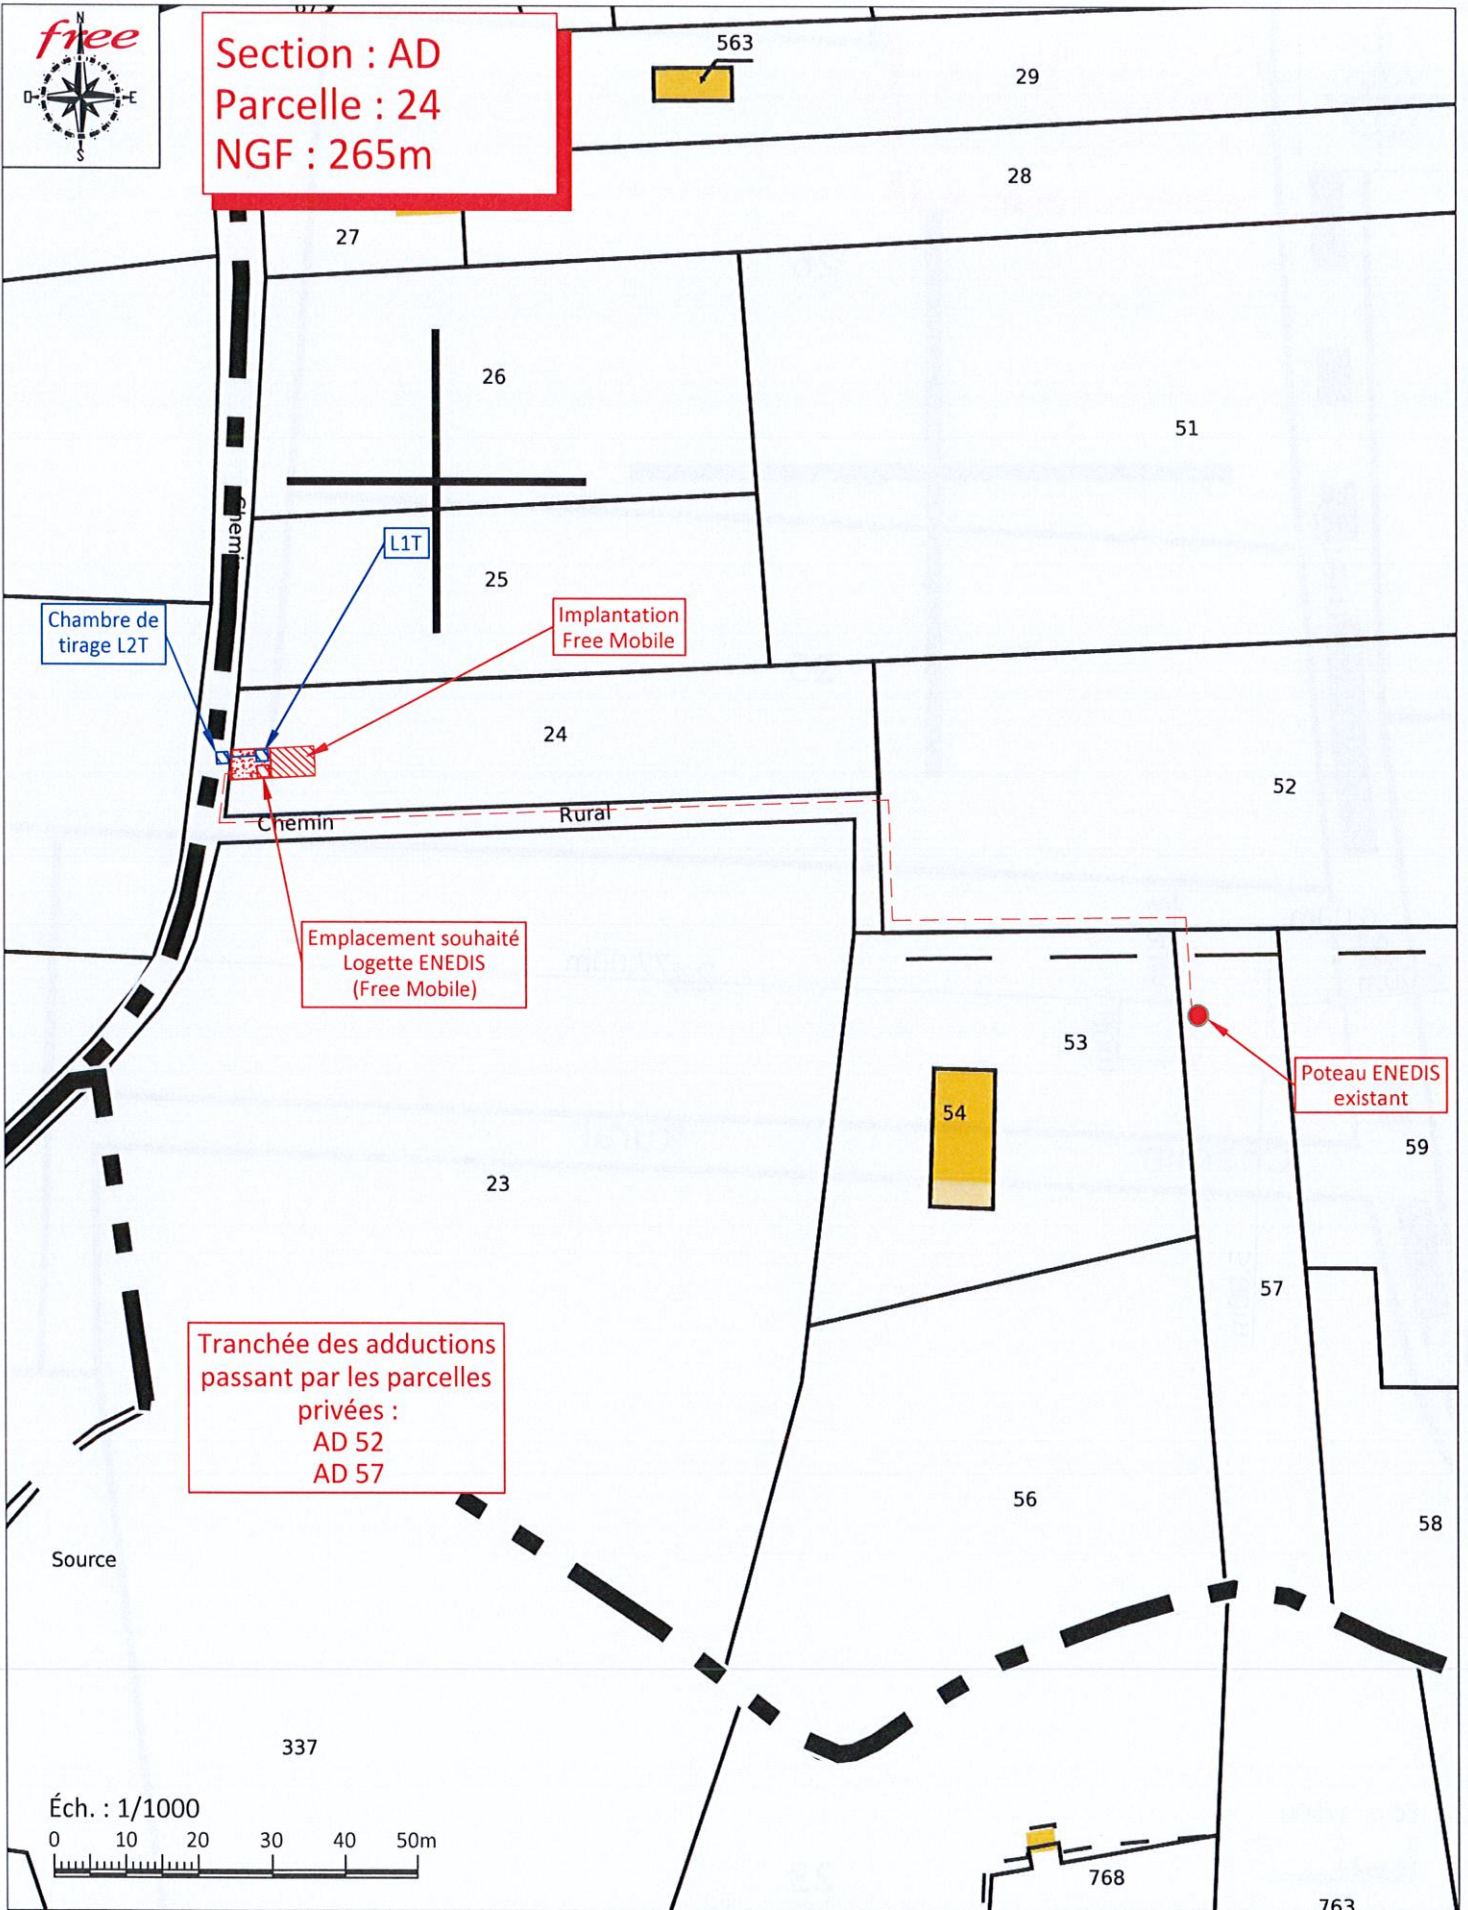 N
free
O
E
S
Section : AD
Parcelle : 24
NGF : 265m
563
29
28
27
26
51
Chemin
L1T
25
Chambre de
tirage L2T
Implantation
Free Mobile
24
52
Chemin
Rural
Emplacement souhaité
Logette ENEDIS
(Free Mobile)
53
Poteau ENEDIS
existant
54
59
23
57
Tranchée des adductions
passant par les parcelles
privées :
AD 52
AD 57
56
58
Source
337
Éch. : 1/1000
0 10 20 30 40 50m
768
763